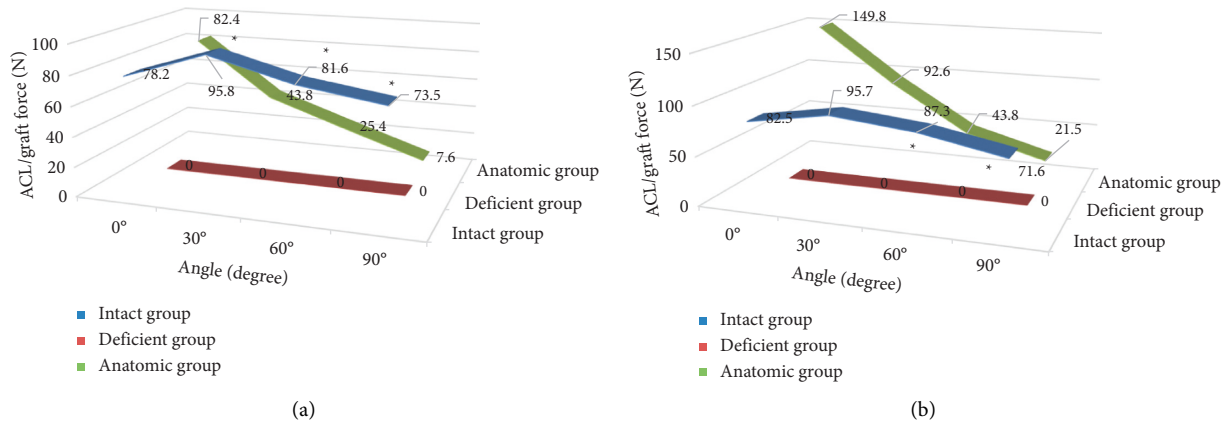 100
80
60
40
20
0
ACL/graft force (N)
82.4
*
*
*
78.2
95.8
81.6
43.8
73.5
25.4
7.6
0
0
0
0
Anatomic group
Deficient group
Intact group
0°
30°
60°
90°
Angle (degree)
Intact group
Deficient group
Anatomic group
(a)
150
100
50
0
ACL/graft force (N)
149.8
92.6
95.7
82.5
87.3
43.8
21.5
*
*
71.6
0
0
0
0
Anatomic group
Deficient group
Intact group
0°
30°
60°
90°
Angle (degree)
Intact group
Deficient group
Anatomic group
(b)